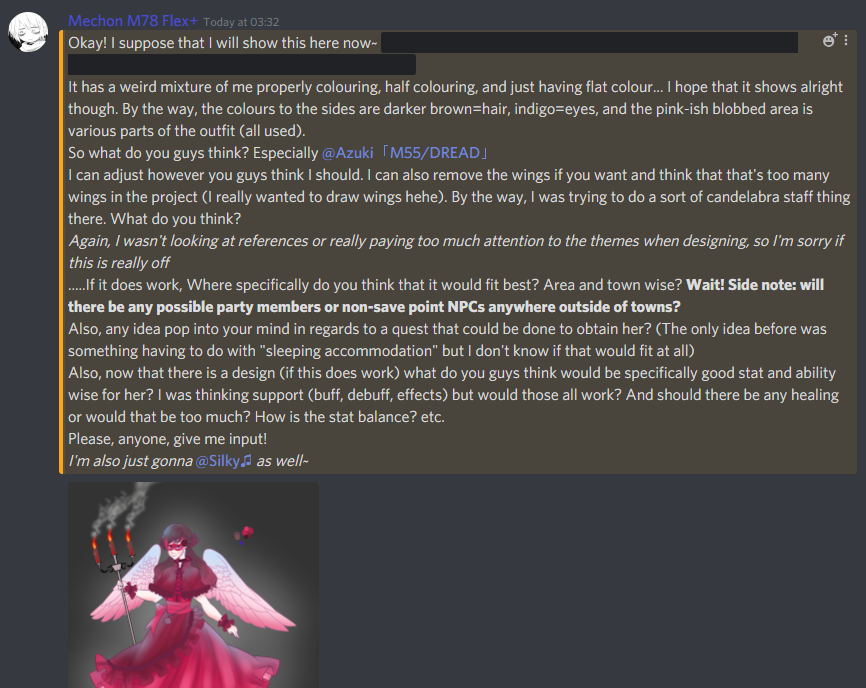 Mechon M78 Flex+ Today at 03:32
Okay! I suppose that I will show this here now~
It has a weird mixture of me properly colouring, half colouring, and just having flat colour... I hope that it shows alright
though. By the way, the colours to the sides are darker brown=hair, indigo=eyes, and the pink-ish blobbed area is
various parts of the outfit (all used).
So what do you guys think? Especially @Azuki「M55/DREAD」
I can adjust however you guys think I should. I can also remove the wings if you want and think that that's too many
wings in the project (I really wanted to draw wings hehe). By the way, I was trying to do a sort of candelabra staff thing
there. What do you think?
Again, I wasn't looking at references or really paying too much attention to the themes when designing, so I'm sorry if
this is really off
.....If it does work, Where specifically do you think that it would fit best? Area and town wise? Wait! Side note: will
there be any possible party members or non-save point NPCs anywhere outside of towns?
Also, any idea pop into your mind in regards to a quest that could be done to obtain her? (The only idea before was
something having to do with "sleeping accommodation" but I don't know if that would fit at all)
Also, now that there is a design (if this does work) what do you guys think would be specifically good stat and ability
wise for her? I was thinking support (buff, debuff, effects) but would those all work? And should there be any healing
or would that be too much? How is the stat balance? etc.
Please, anyone, give me input!
I'm also just gonna @Silky♫ as well~